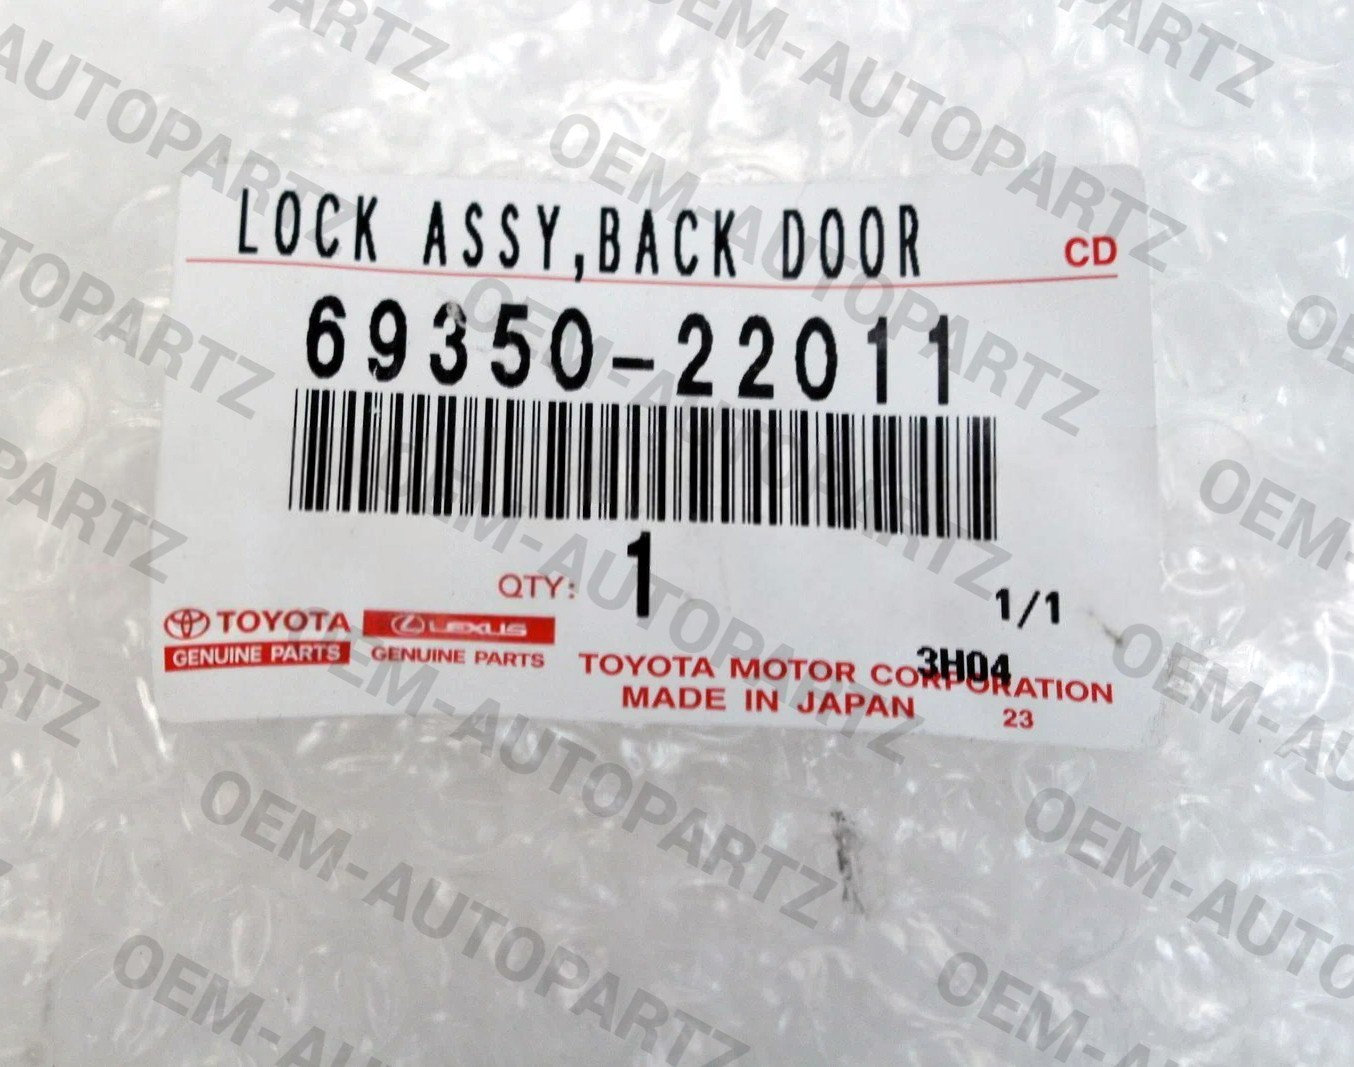 LOCK ASSY,BACK DOOR
CD
69350-22011
QTY: 1
1/1
TOYOTA
GENUINE PARTS
LEXUS
GENUINE PARTS
3H04
TOYOTA MOTOR CORPORATION
MADE IN JAPAN
23
OEM-AUTOPARTZ